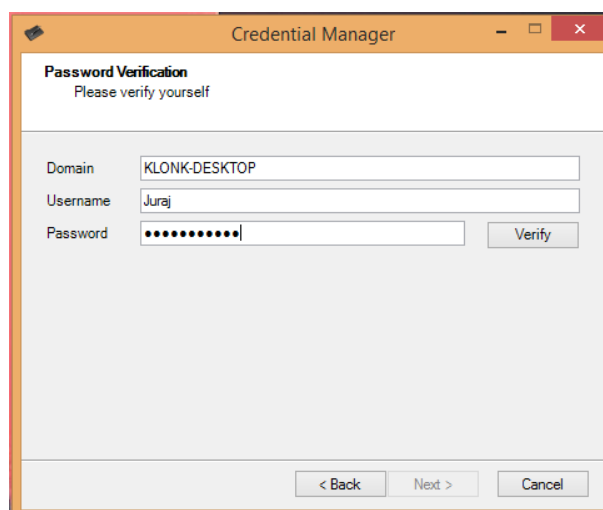 Credential Manager
Password Verification
Please verify yourself
Domain KLONK-DESKTOP
Username Juraj
Password ●●●●●●●●●●●
Verify
< Back Next > Cancel